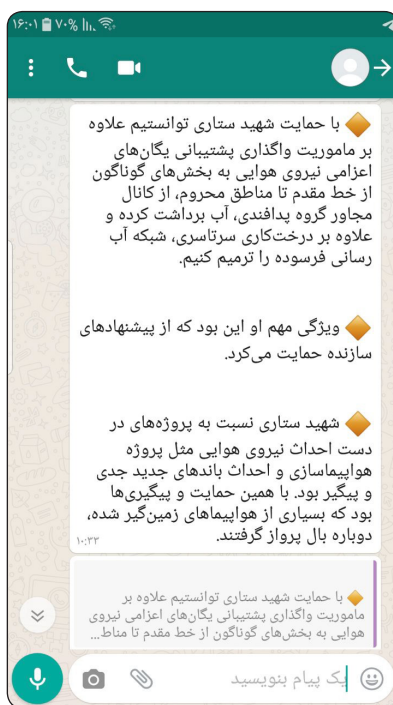 ۱۶:۰۱ ۷۰%
🔶 با حمایت شهید ستاری توانستیم علاوه
بر ماموریت واگذاری پشتیبانی یگان‌های
اعزامی نیروی هوایی به بخش‌های گوناگون
از خط مقدم تا مناطق محروم، از کانال
مجاور گروه پدافندی، آب برداشت کرده و
علاوه بر درخت‌کاری سرتاسری، شبکه آب
رسانی فرسوده را ترمیم کنیم.
🔶 ویژگی مهم او این بود که از پیشنهادهای
سازنده حمایت می‌کرد.
🔶 شهید ستاری نسبت به پروژه‌های در
دست احداث نیروی هوایی مثل پروژه
هواپیماسازی و احداث باندهای جدید جدی
و پیگیر بود. با همین حمایت و پیگیری‌ها
بود که بسیاری از هواپیماهای زمین‌گیر شده،
دوباره بال پرواز گرفتند.
۱۰:۳۳
🔶 با حمایت شهید ستاری توانستیم علاوه بر
ماموریت واگذاری پشتیبانی یگان‌های اعزامی نیروی
هوایی به بخش‌های گوناگون از خط مقدم تا مناط...
یک پیام بنویسید